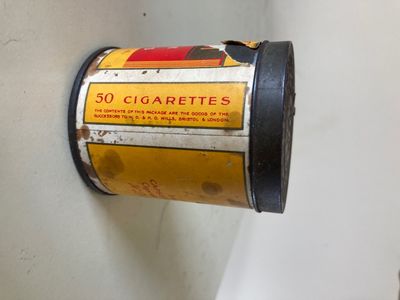 50 CIGARETTES
THE CONTENTS OF THIS PACKAGE ARE THE GOODS OF THE
SUCCESSORS TO W. D. & H. O. WILLS, BRISTOL & LONDON.